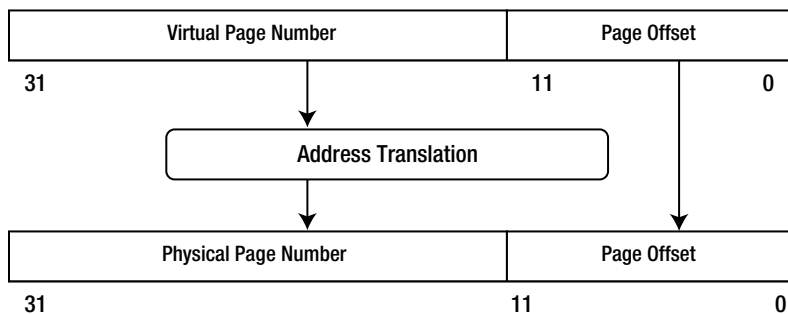 Virtual Page Number Page Offset
31 11 0
Address Translation
Physical Page Number Page Offset
31 11 0